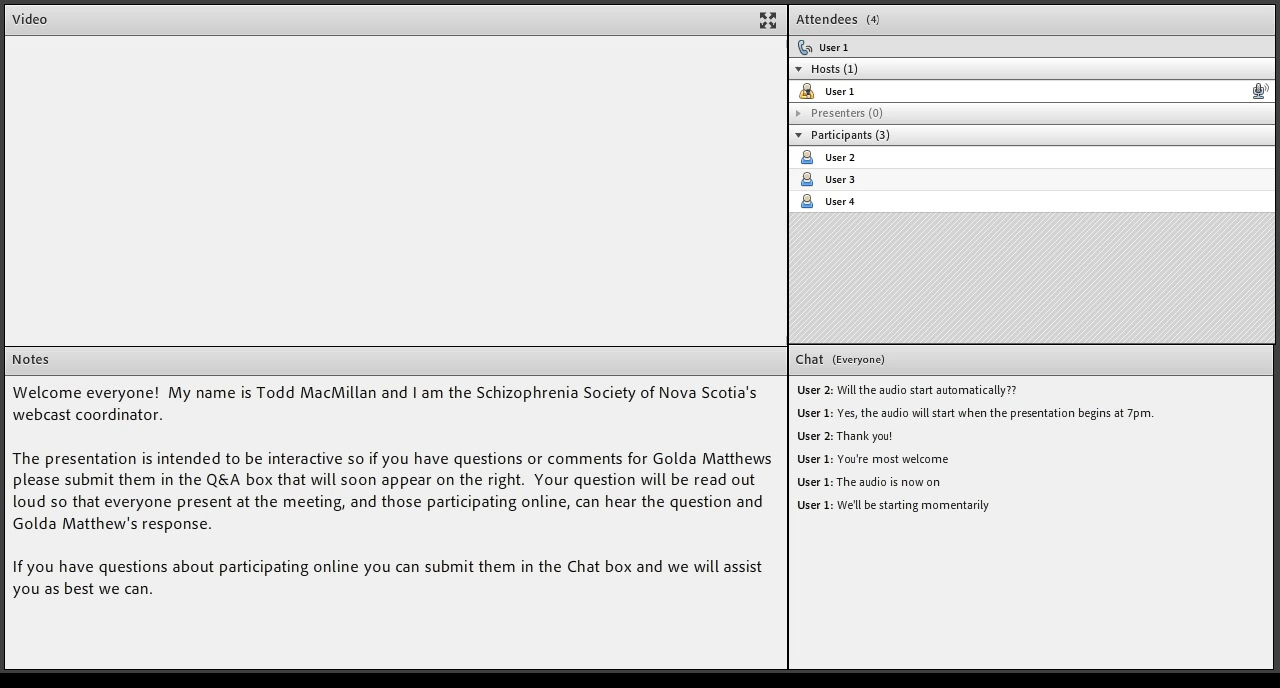 Video
Welcome everyone!  My name is Todd MacMillan and I am the Schizophrenia Society of Nova Scotia's
webcast coordinator.
The presentation is intended to be interactive so if you have questions or comments for Golda Matthews
please submit them in the Q&A box that will soon appear on the right.  Your question will be read out
loud so that everyone present at the meeting, and those participating online, can hear the question and
Golda Matthew's response.
If you have questions about participating online you can submit them in the Chat box and we will assist
you as best we can.
Notes
Attendees (4)
User 1
Hosts (1)
User 1
Presenters (0)
Participants (3)
User 2
User 3
User 4
Chat (Everyone)
User 2: Will the audio start automatically??
User 1: Yes, the audio will start when the presentation begins at 7pm.
User 2: Thank you!
User 1: You're most welcome
User 1: The audio is now on
User 1: We'll be starting momentarily